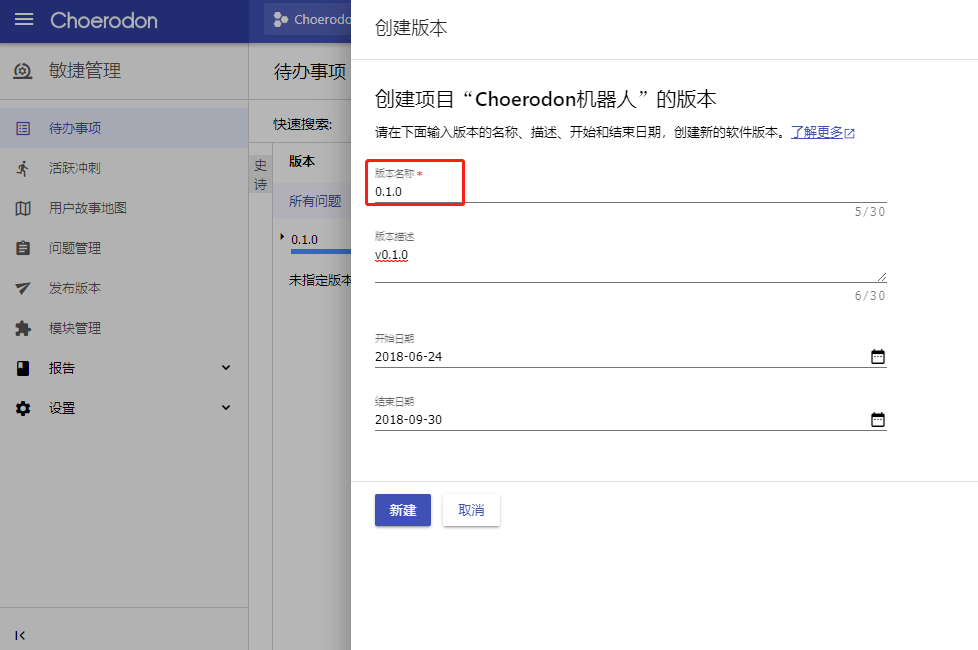 Choerodon
Choerodo
敏捷管理
待办事项
活跃冲刺
用户故事地图
问题管理
发布版本
模块管理
报告
设置
待办事项
快速搜索:
史诗
版本
所有问题
0.1.0
未指定版本
创建版本
创建项目“Choerodon机器人”的版本
请在下面输入版本的名称、描述、开始和结束日期，创建新的软件版本。了解更多
版本名称 *
0.1.0
5/30
版本描述
v0.1.0
6/30
开始日期
2018-06-24
结束日期
2018-09-30
新建
取消